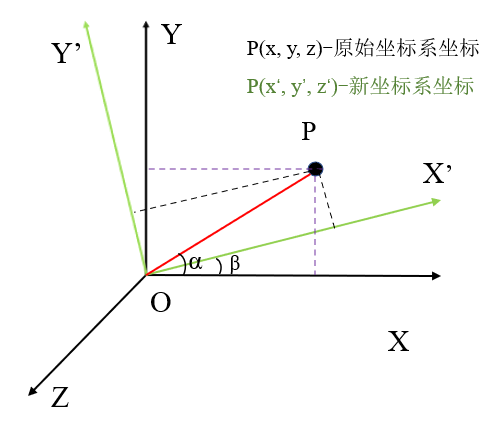 Y’
Y
P(x, y, z)-原始坐标系坐标
P(x‘, y’, z‘)-新坐标系坐标
P
X’
α
β
O
X
Z